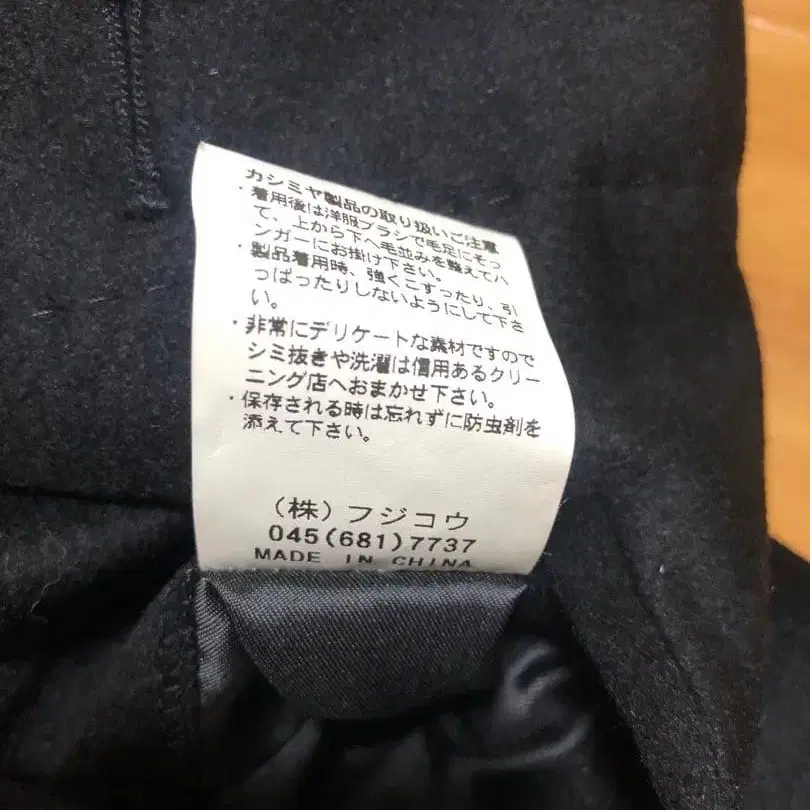 カシミヤ製品の取り扱いご注意
・着用後は洋服ブラシで毛足にそっ
て、上から下へ毛並みを整えてハ
ンガーにお掛け下さい。
・製品着用時、強くこすったり、引
っぱったりしないようにして下さ
い。
・非常にデリケートな素材ですので
シミ抜きや洗濯は信用あるクリー
ニング店へおまかせ下さい。
・保存される時は忘れずに防虫剤を
添えて下さい。
(株)フジコウ
045(681)7737
MADE IN CHINA